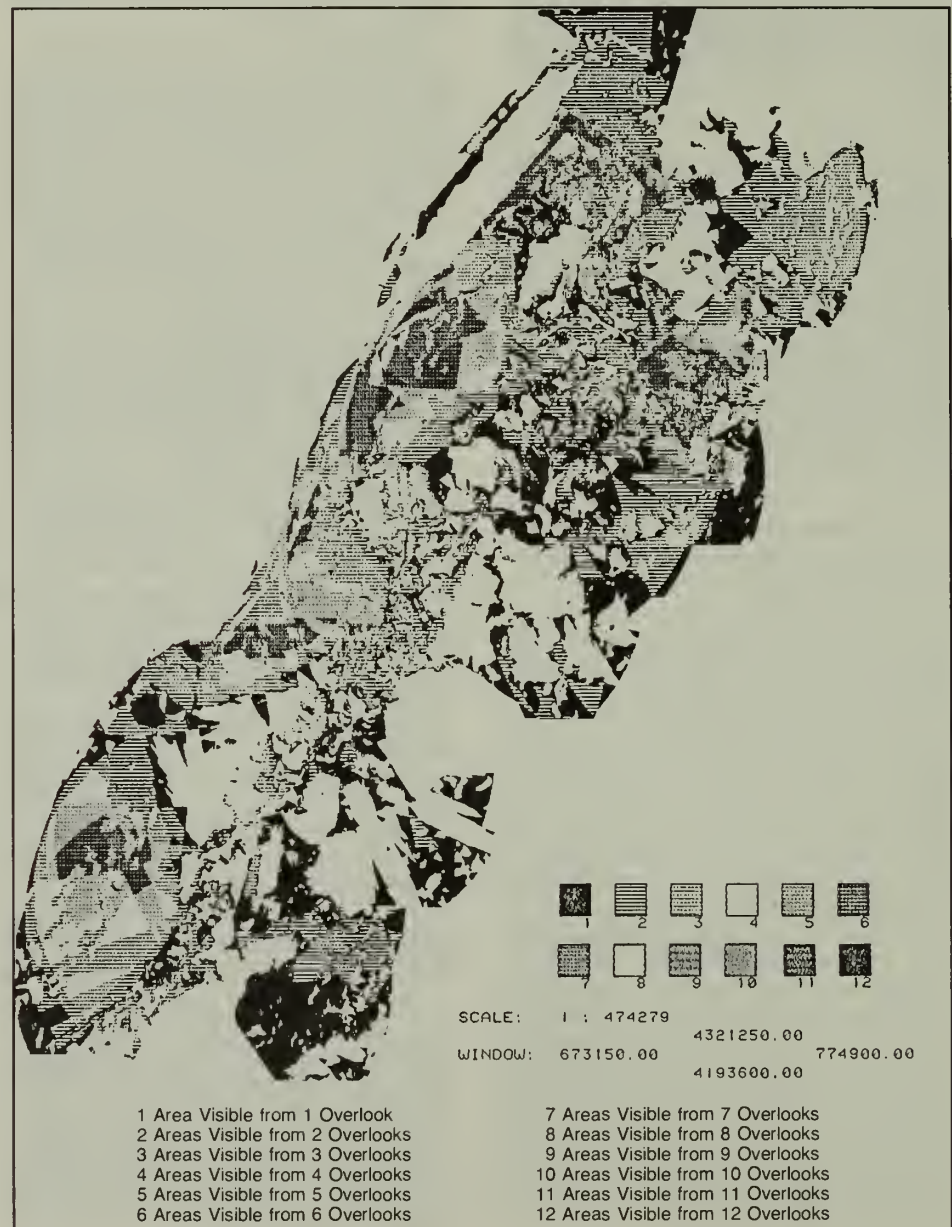 1 2 3 4 5 6
7 8 9 10 11 12
SCALE: 1 : 474279
4321250.00
WINDOW: 673150.00 774900.00
4193600.00
1 Area Visible from 1 Overlook
2 Areas Visible from 2 Overlooks
3 Areas Visible from 3 Overlooks
4 Areas Visible from 4 Overlooks
5 Areas Visible from 5 Overlooks
6 Areas Visible from 6 Overlooks
7 Areas Visible from 7 Overlooks
8 Areas Visible from 8 Overlooks
9 Areas Visible from 9 Overlooks
10 Areas Visible from 10 Overlooks
11 Areas Visible from 11 Overlooks
12 Areas Visible from 12 Overlooks